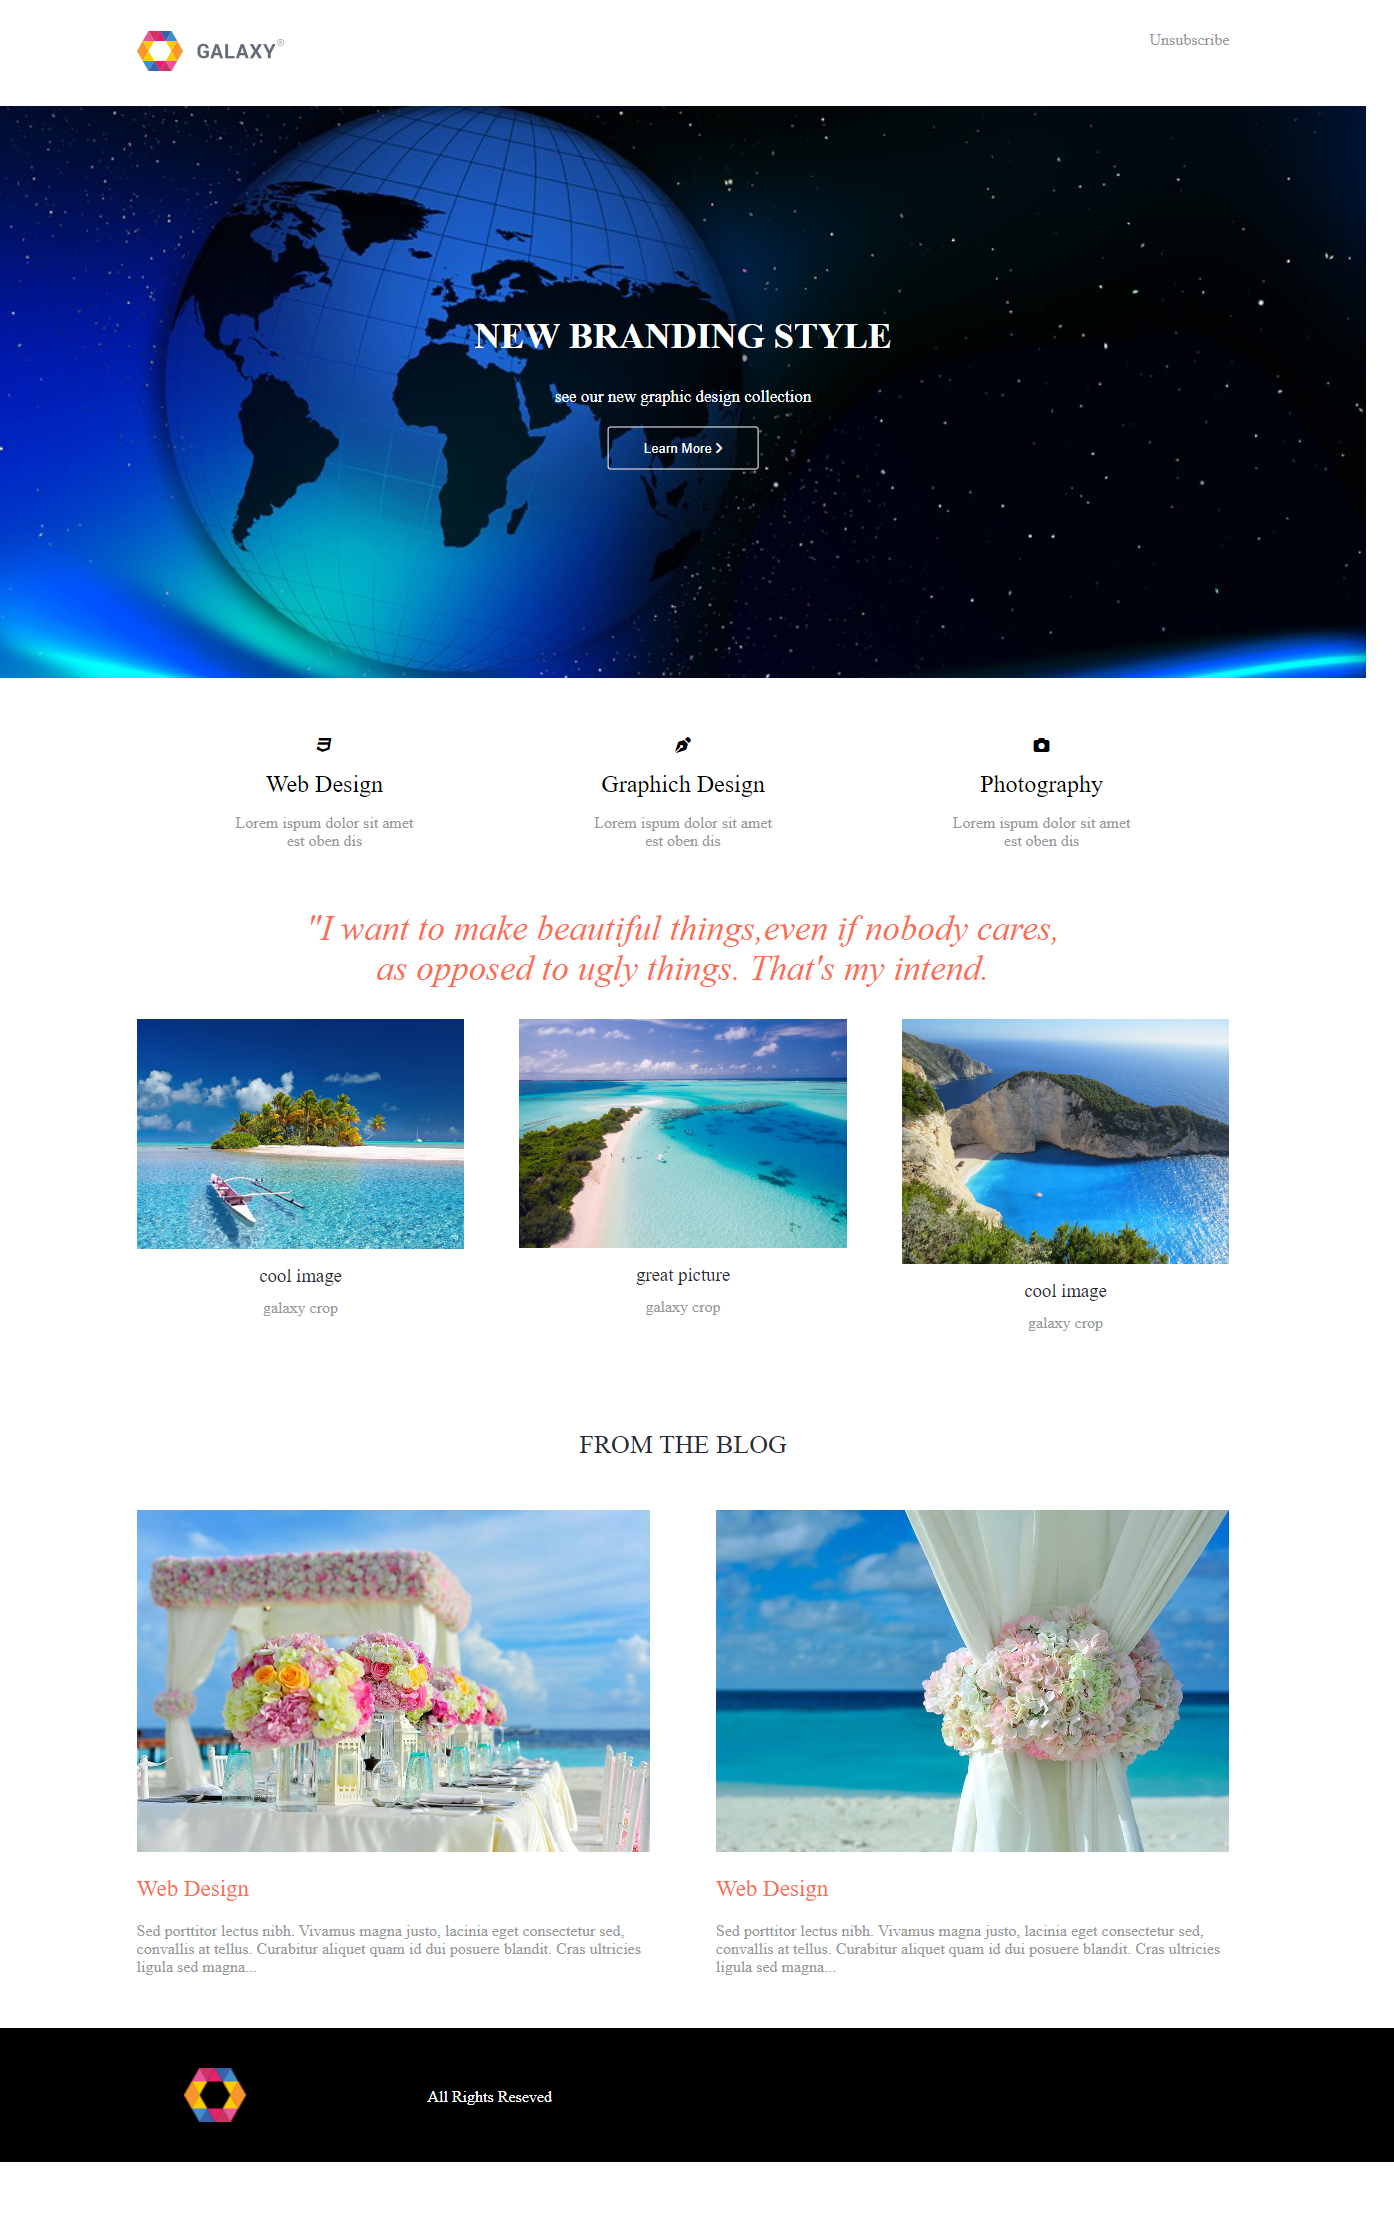 GALAXY®
Unsubscribe
NEW BRANDING STYLE
see our new graphic design collection
Learn More
Web Design
Lorem ispum dolor sit amet
est oben dis
Graphich Design
Lorem ispum dolor sit amet
est oben dis
Photography
Lorem ispum dolor sit amet
est oben dis
"I want to make beautiful things,even if nobody cares,
as opposed to ugly things. That's my intend.
cool image
galaxy crop
great picture
galaxy crop
cool image
galaxy crop
FROM THE BLOG
Web Design
Sed porttitor lectus nibh. Vivamus magna justo, lacinia eget consectetur sed,
convallis at tellus. Curabitur aliquet quam id dui posuere blandit. Cras ultricies
ligula sed magna...
Web Design
Sed porttitor lectus nibh. Vivamus magna justo, lacinia eget consectetur sed,
convallis at tellus. Curabitur aliquet quam id dui posuere blandit. Cras ultricies
ligula sed magna...
All Rights Reseved